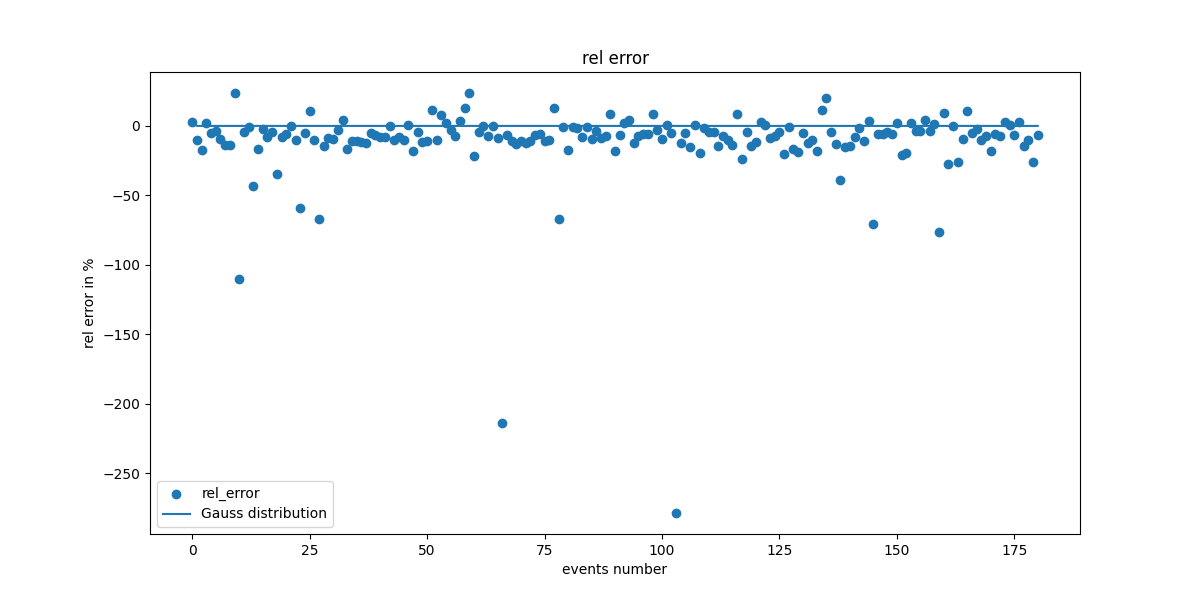 rel error
rel error in %
0
−50
−100
−150
−200
−250
rel_error
Gauss distribution
0 25 50 75 100 125 150 175
events number